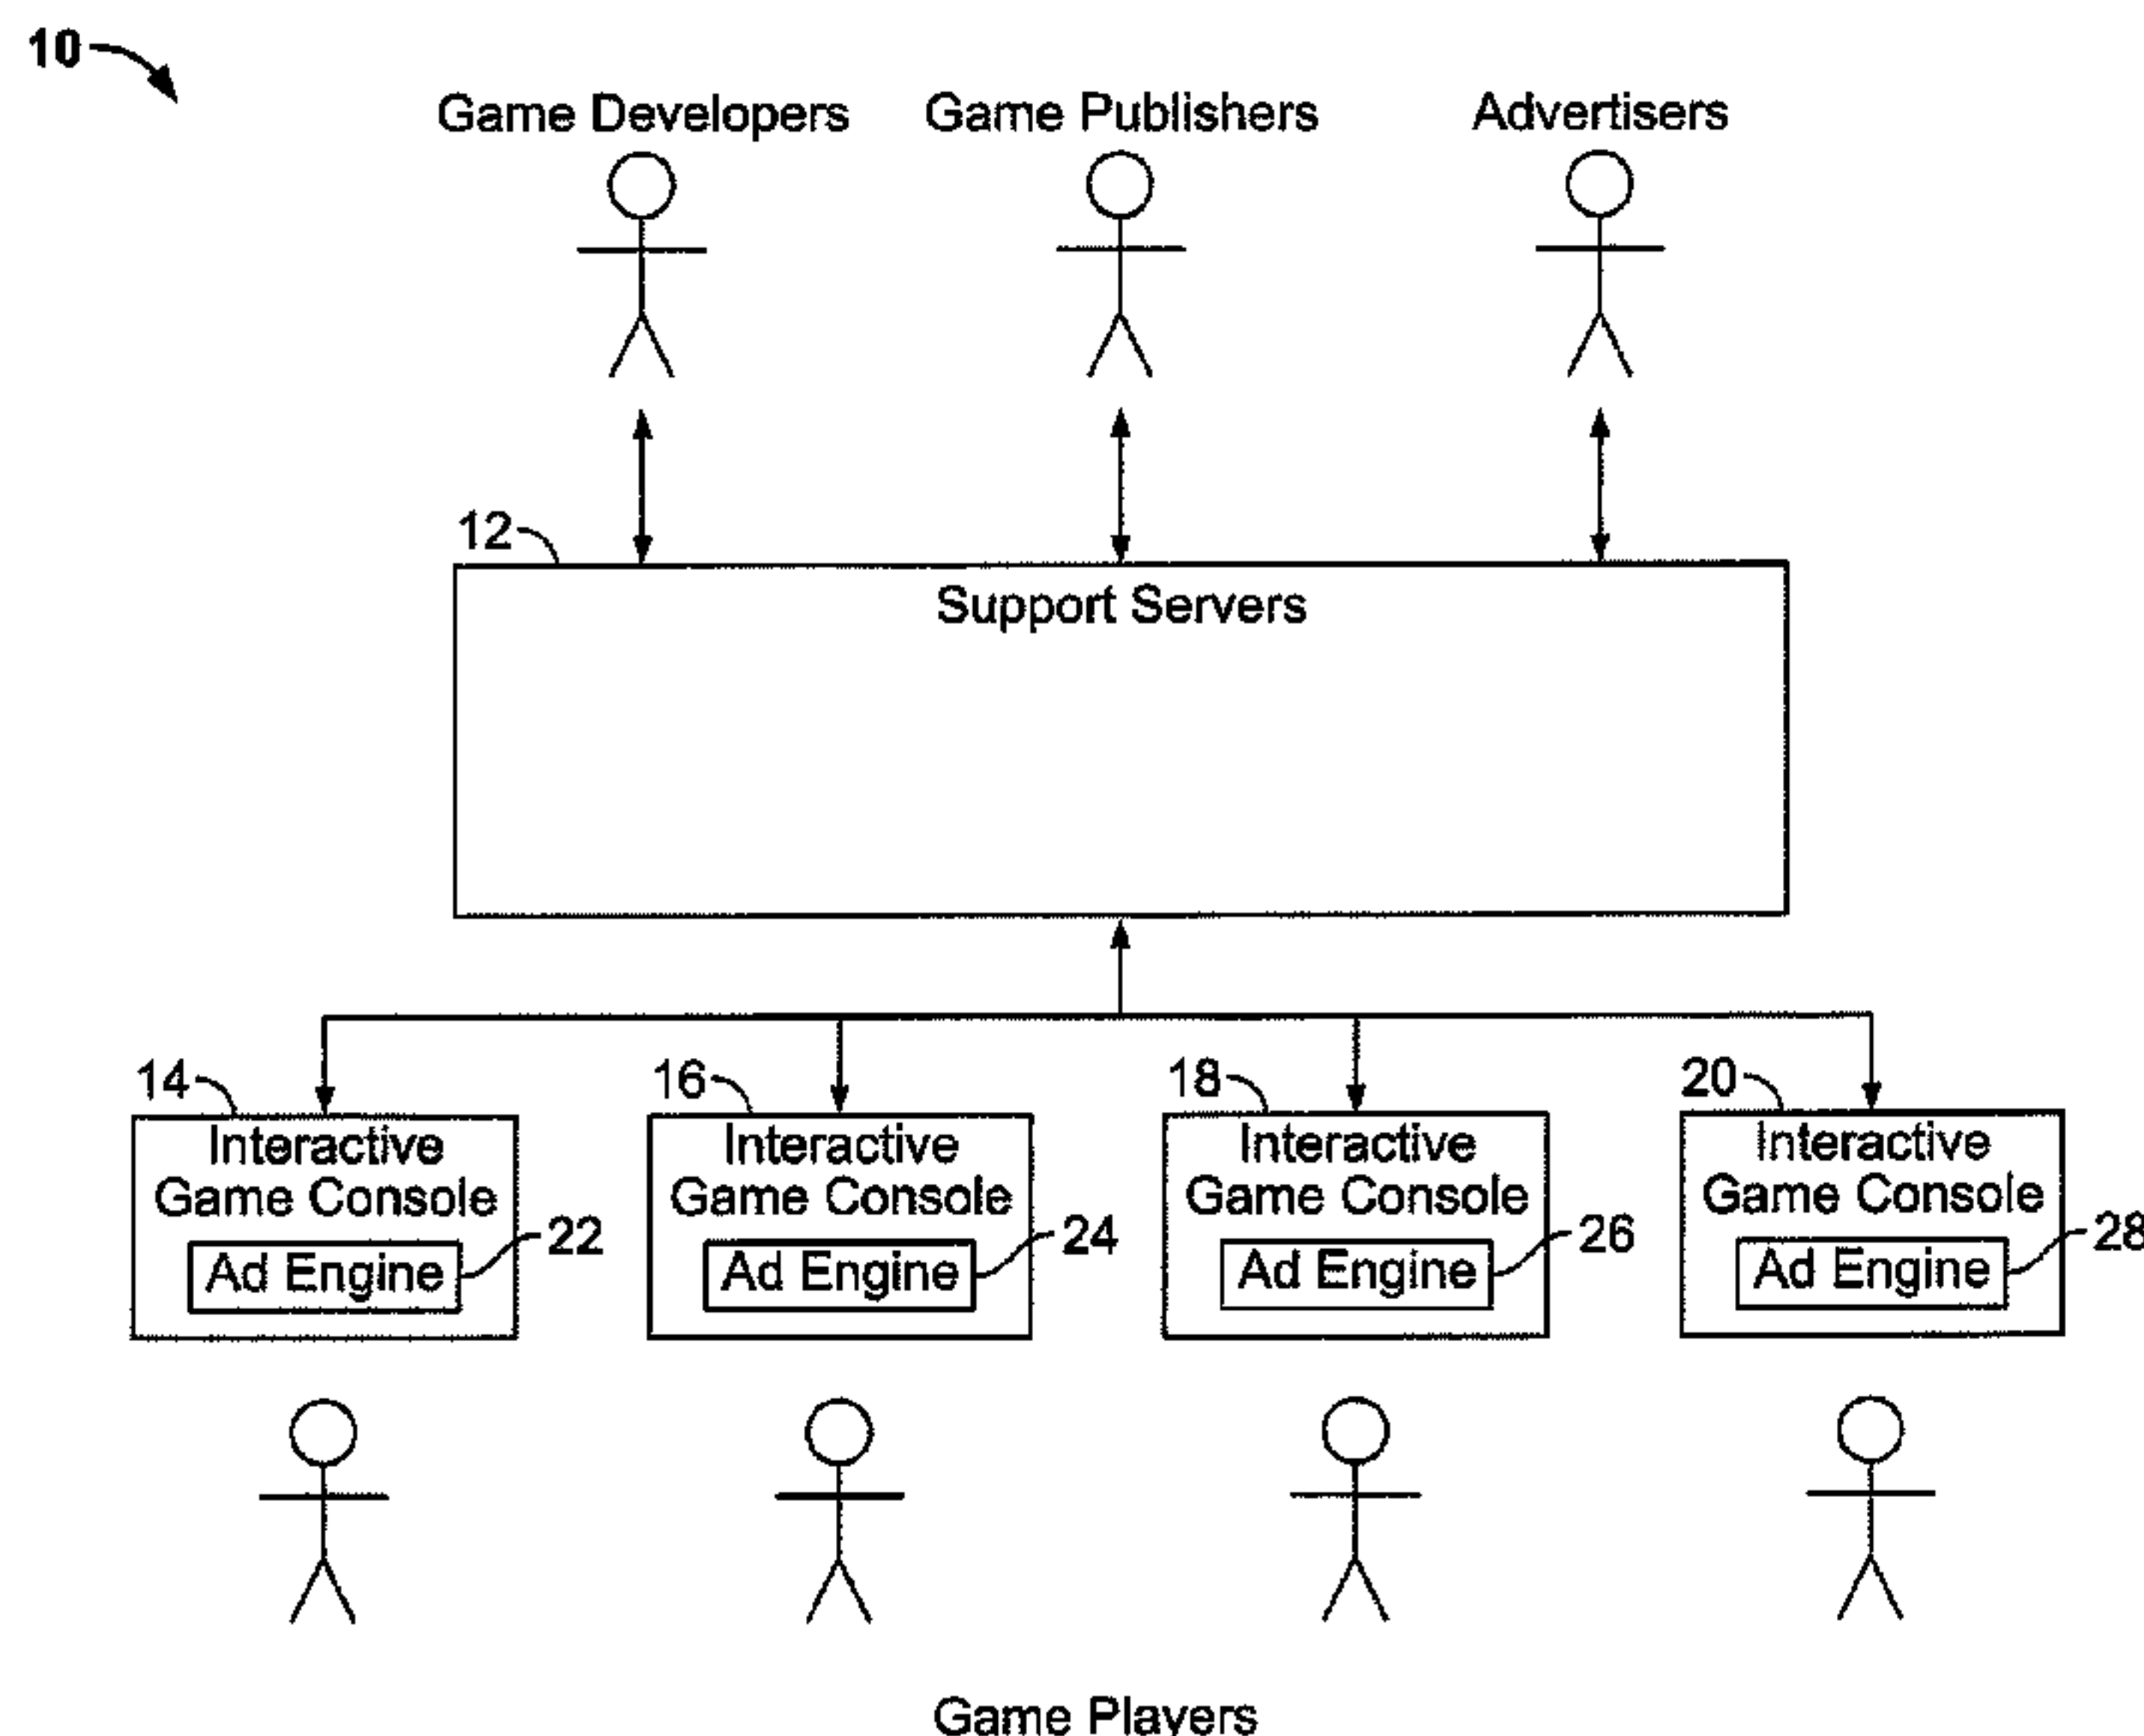 10
Game Developers Game Publishers Advertisers
12
Support Servers
14 16 18 20
Interactive Interactive Interactive Interactive
Game Console Game Console Game Console Game Console
22 24 26 28
Ad Engine Ad Engine Ad Engine Ad Engine
Game Players